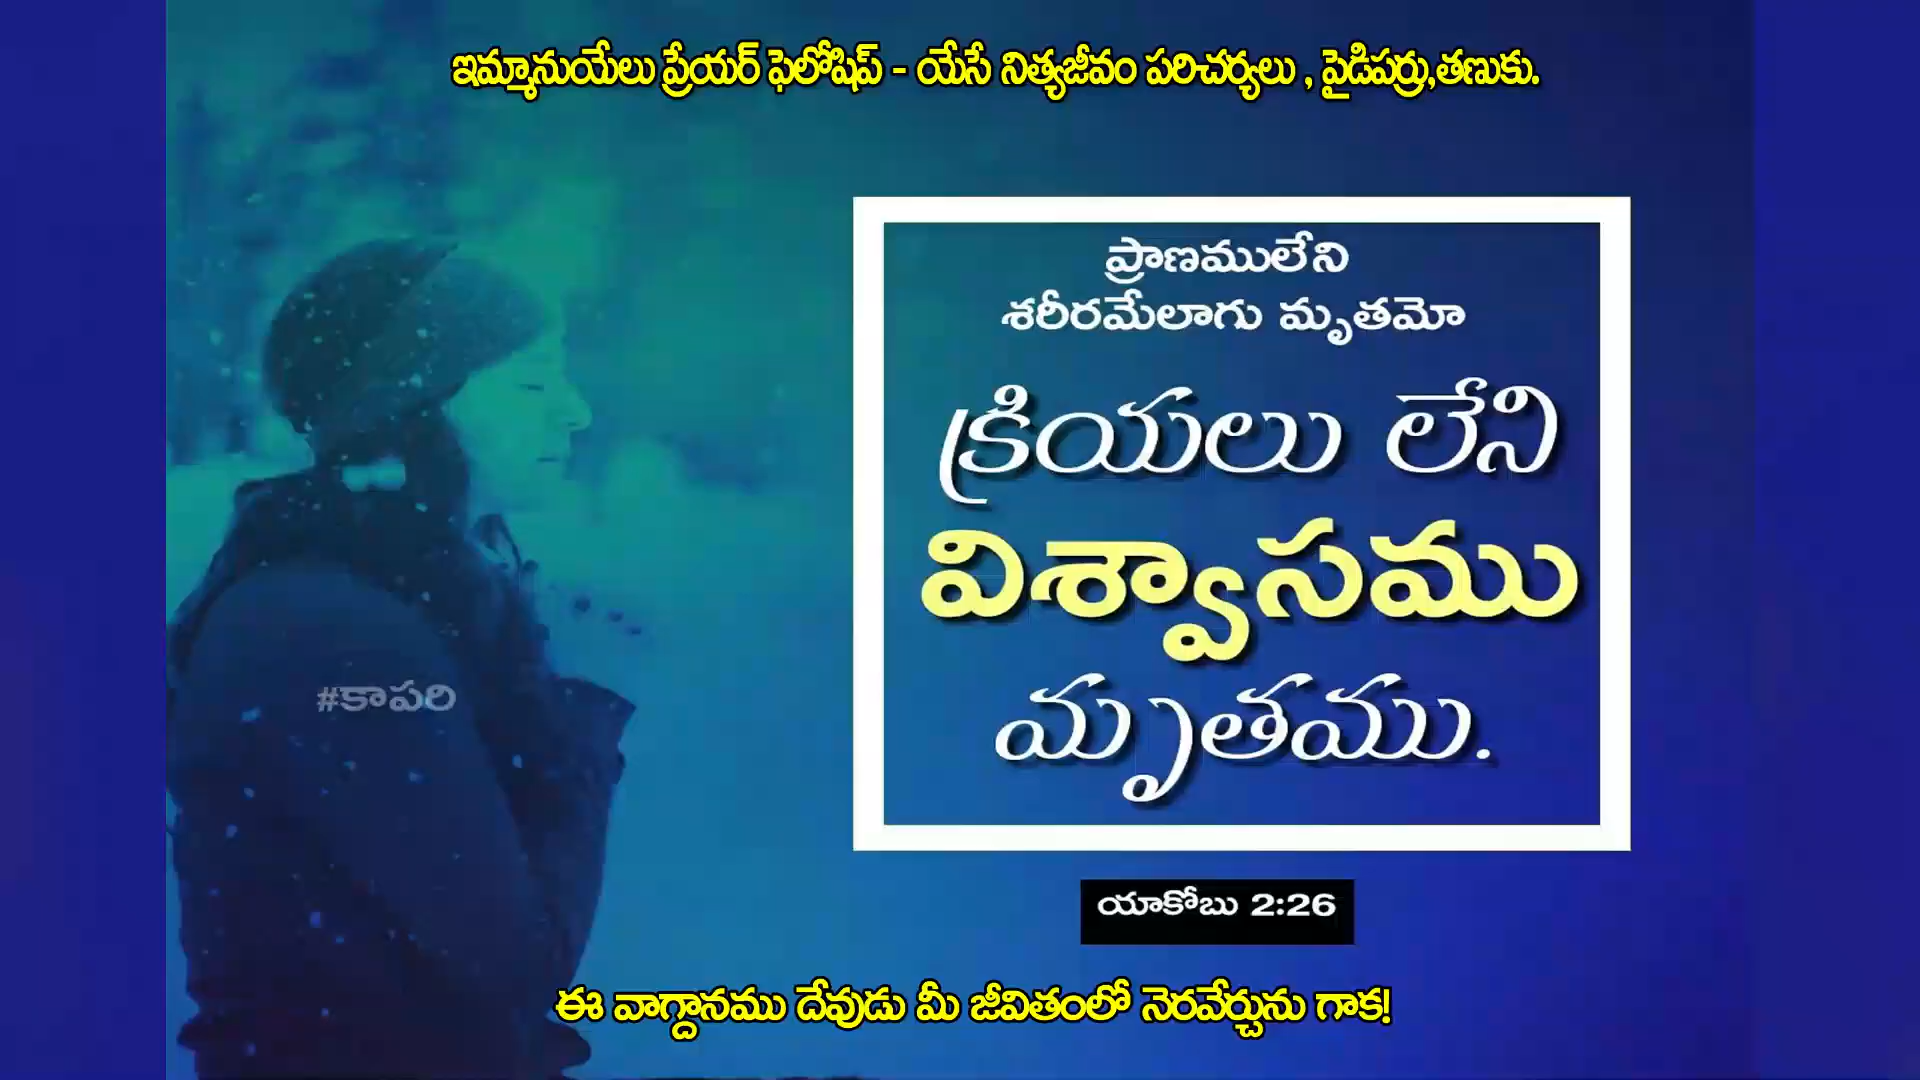 ఇమ్మానుయేలు ప్రేయర్ ఫెలోషిప్ - యేసే నిత్యజీవం పరిచర్యలు , పైడిపర్రు,తణుకు.
ప్రాణములేని
శరీరమేలాగు మృతమో
క్రియలు లేని
విశ్వాసము
మృతము.
#కాపరి
యాకోబు 2:26
ఈ వాగ్దానము దేవుడు మీ జీవితంలో నెరవేర్చును గాక!